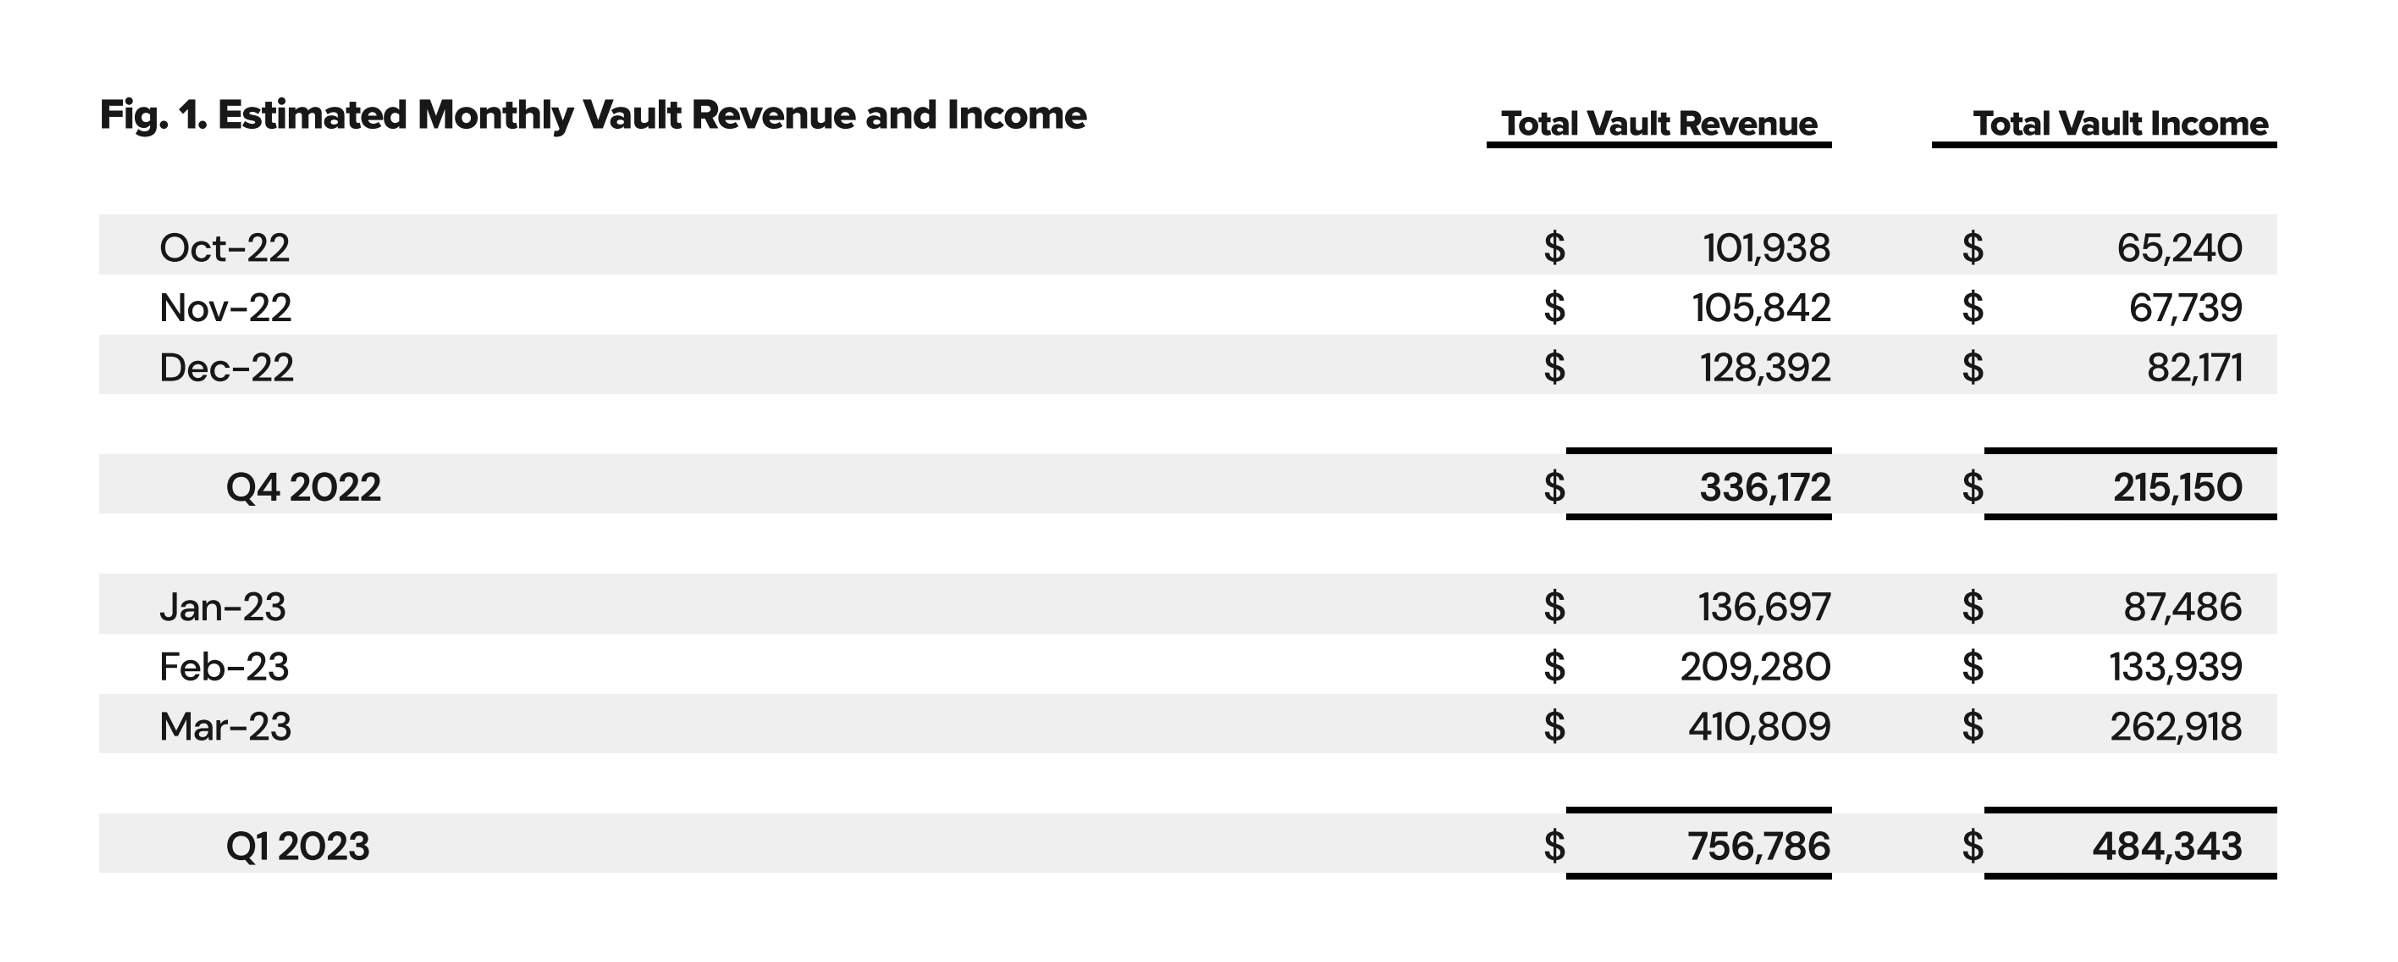 Fig. 1. Estimated Monthly Vault Revenue and Income Total Vault Revenue Total Vault Income
Oct-22 $ 101,938 $ 65,240
Nov-22 $ 105,842 $ 67,739
Dec-22 $ 128,392 $ 82,171
Q4 2022 $ 336,172 $ 215,150
Jan-23 $ 136,697 $ 87,486
Feb-23 $ 209,280 $ 133,939
Mar-23 $ 410,809 $ 262,918
Q1 2023 $ 756,786 $ 484,343